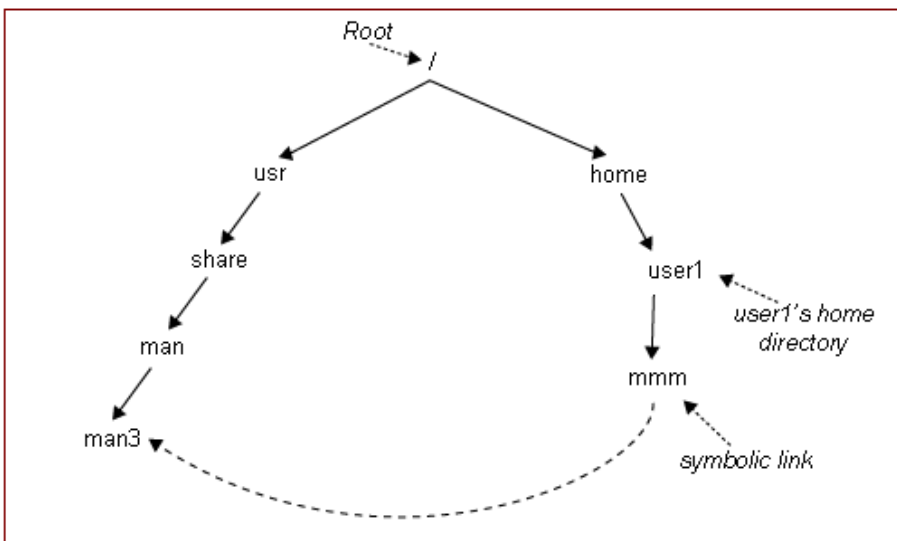 Root
/
usr
home
share
user1
user1's home
directory
man
mmm
man3
symbolic link